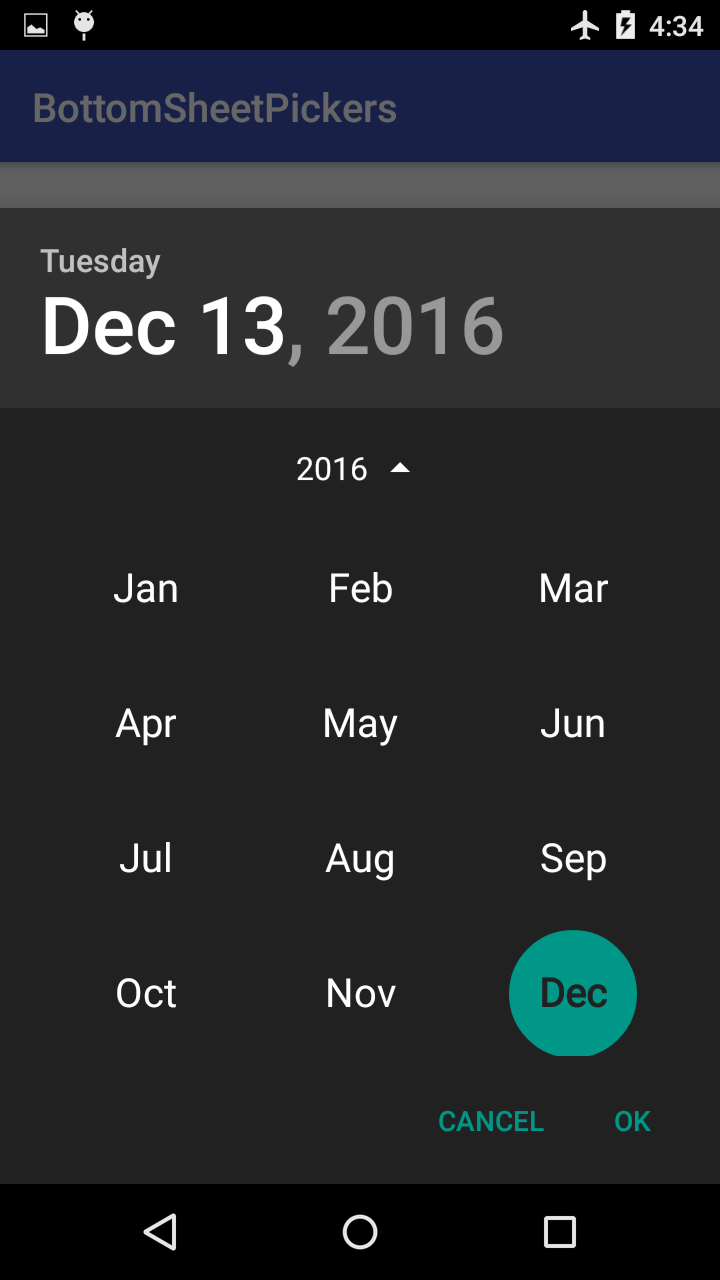 4:34
BottomSheetPickers
Tuesday
Dec 13, 2016
2016
Jan Feb Mar
Apr May Jun
Jul Aug Sep
Oct Nov Dec
CANCEL OK